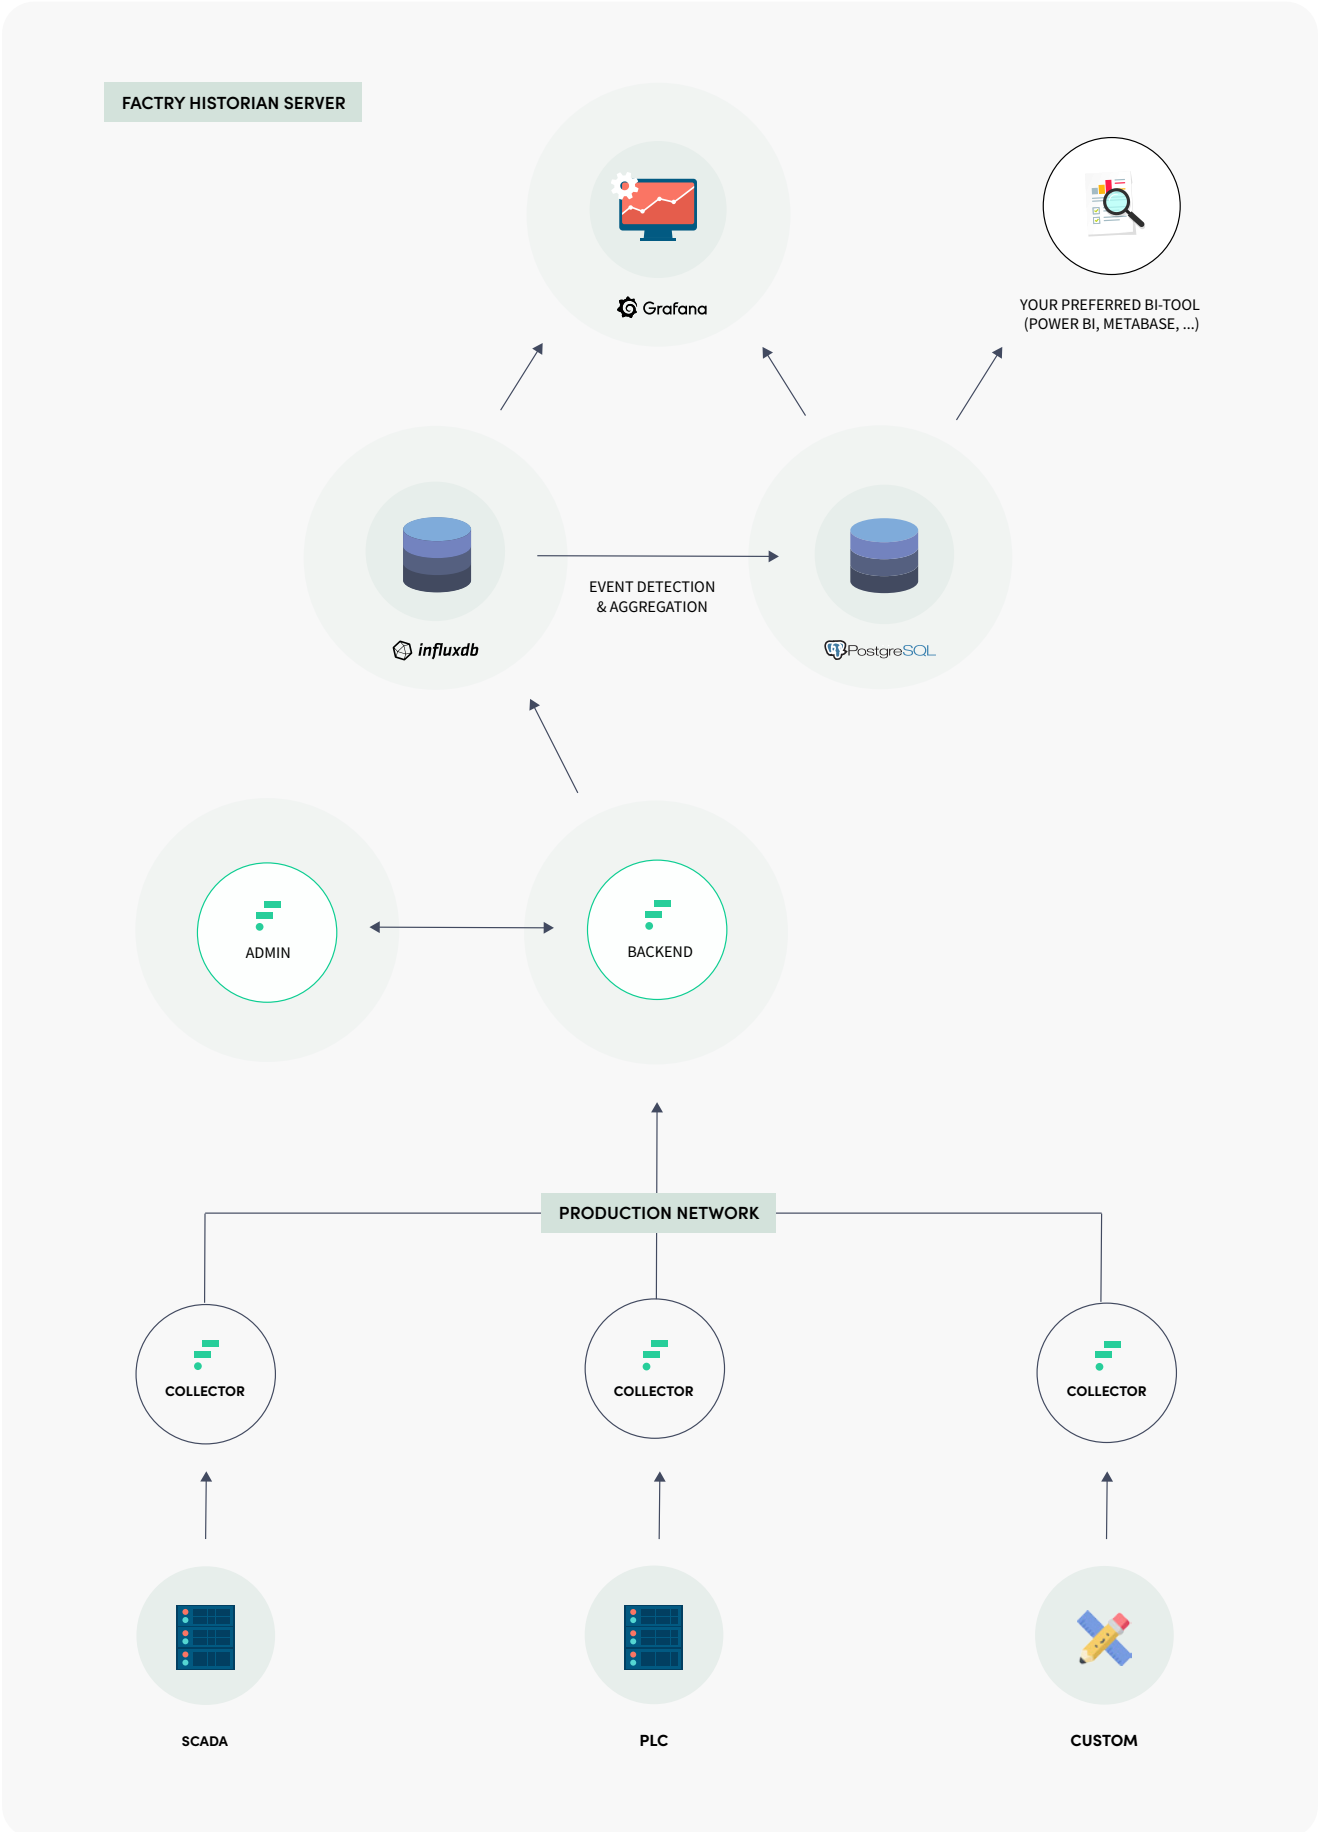 FACTRY HISTORIAN SERVER
Grafana
YOUR PREFERRED BI-TOOL
(POWER BI, METABASE, ...)
EVENT DETECTION
& AGGREGATION
influxdb
PostgreSQL
ADMIN
BACKEND
PRODUCTION NETWORK
COLLECTOR
COLLECTOR
COLLECTOR
SCADA
PLC
CUSTOM